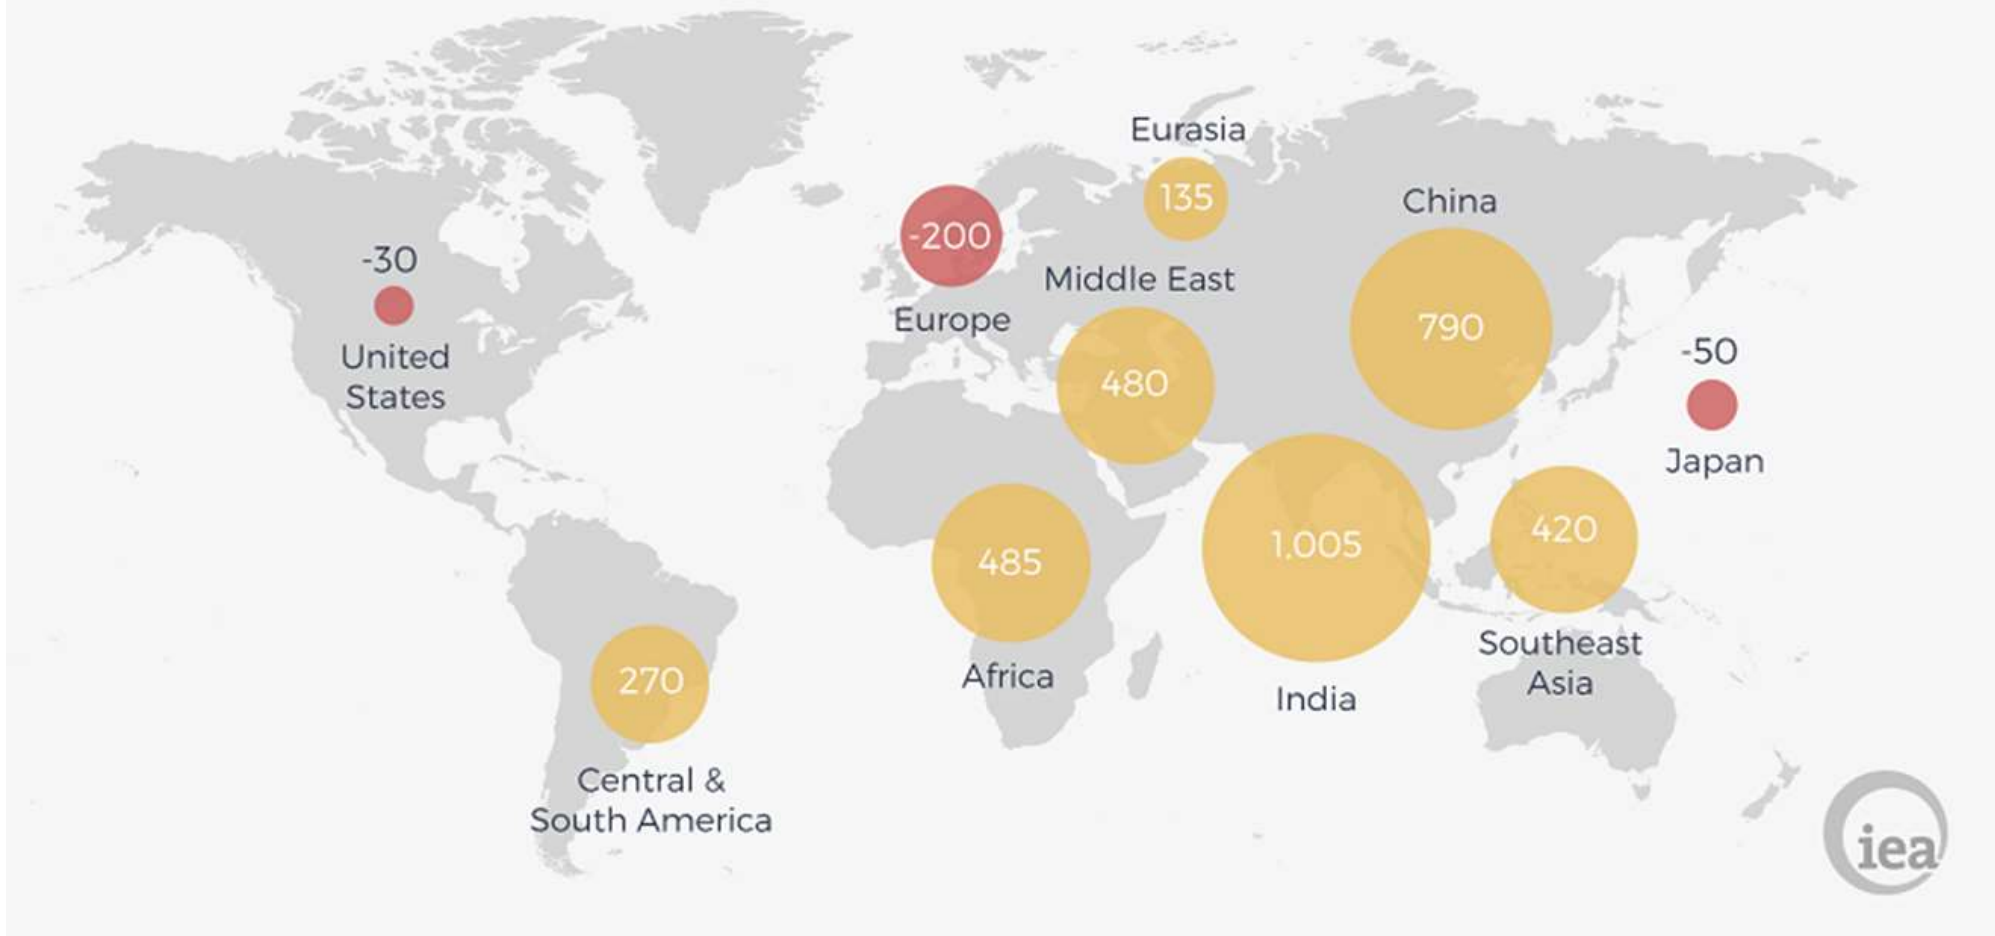 Eurasia
135
China
-200
-30
Middle East
Europe
790
United
States
-50
480
Japan
420
1,005
485
Southeast
Asia
270
Africa
India
Central &
South America
iea